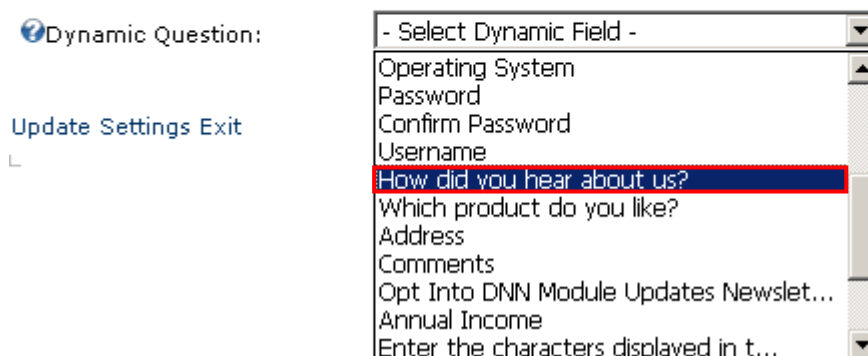 Dynamic Question:
- Select Dynamic Field -
Operating System
Password
Confirm Password
Update Settings Exit
Username
How did you hear about us?
Which product do you like?
Address
Comments
Opt Into DNN Module Updates Newslet...
Annual Income
Enter the characters displayed in t...